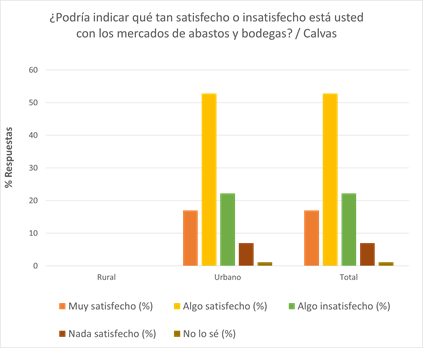 ¿Podría indicar qué tan satisfecho o insatisfecho está usted
con los mercados de abastos y bodegas? / Calvas
% Respuestas
60
50
40
30
20
10
0
Rural Urbano Total
Muy satisfecho (%) Algo satisfecho (%) Algo insatisfecho (%)
Nada satisfecho (%) No lo sé (%)